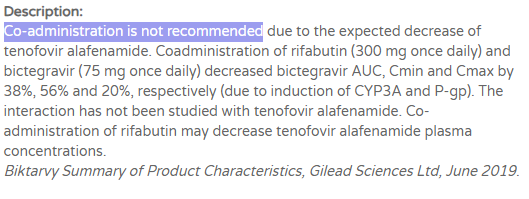 Description:
Co-administration is not recommended due to the expected decrease of
tenofovir alafenamide. Coadministration of rifabutin (300 mg once daily) and
bictegravir (75 mg once daily) decreased bictegravir AUC, Cmin and Cmax by
38%, 56% and 20%, respectively (due to induction of CYP3A and P-gp). The
interaction has not been studied with tenofovir alafenamide. Co-
administration of rifabutin may decrease tenofovir alafenamide plasma
concentrations.
Biktarvy Summary of Product Characteristics, Gilead Sciences Ltd, June 2019.